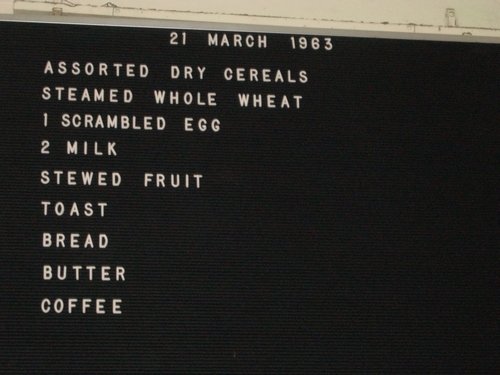 21 MARCH 1963
ASSORTED DRY CEREALS
STEAMED WHOLE WHEAT
1 SCRAMBLED EGG
2 MILK
STEWED FRUIT
TOAST
BREAD
BUTTER
COFFEE